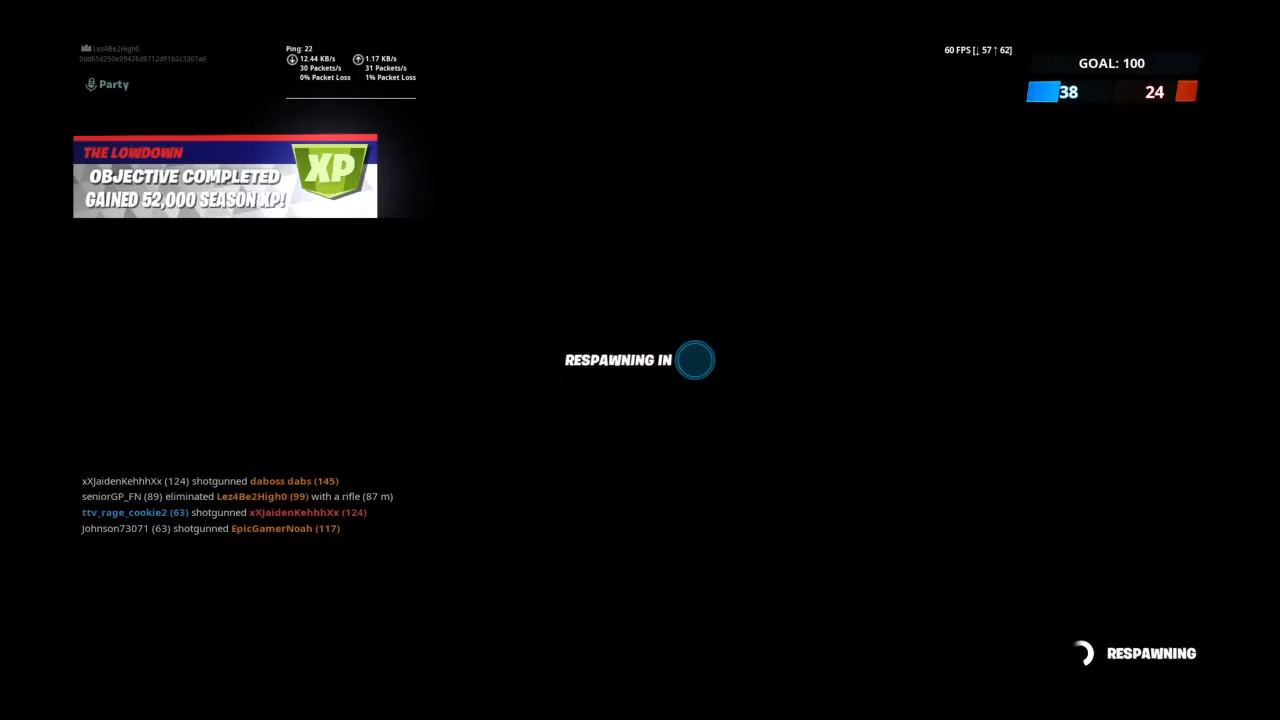 Lez4Be2High0
Ping: 22
12.44 KB/s
1.17 KB/s
30 Packets/s
31 Packets/s
0% Packet Loss
1% Packet Loss
Party
60 FPS [↓ 57 ↑ 62]
GOAL: 100
38
24
THE LOWDOWN
OBJECTIVE COMPLETED
GAINED 52,000 SEASON XP!
XP
RESPAWNING IN
xXJaidenKehhhXx (124) shotgunned daboss dabs (145)
seniorGP_FN (89) eliminated Lez4Be2High0 (99) with a rifle (87 m)
ttv_rage_cookie2 (63) shotgunned xXJaidenKehhhXx (124)
Johnson73071 (63) shotgunned EpicGamerNoah (117)
RESPAWNING